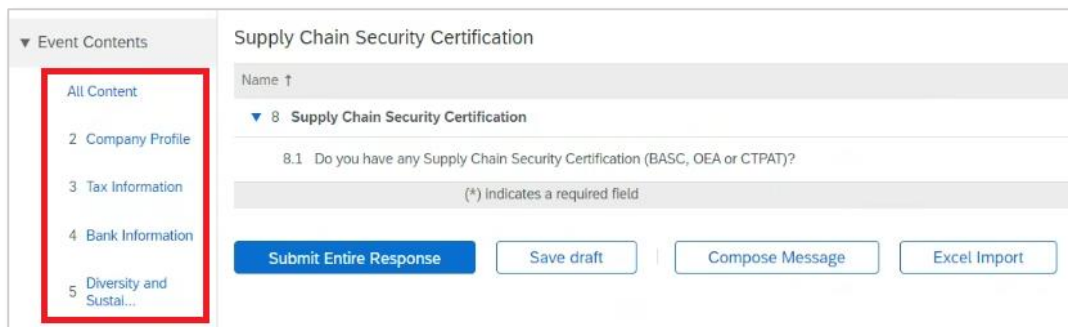 ▼ Event Contents
All Content
2 Company Profile
3 Tax Information
4 Bank Information
5 Diversity and
Sustai...
Supply Chain Security Certification
Name ↑
▼ 8 Supply Chain Security Certification
8.1 Do you have any Supply Chain Security Certification (BASC, OEA or CTPAT)?
(*) indicates a required field
Submit Entire Response Save draft Compose Message Excel Import